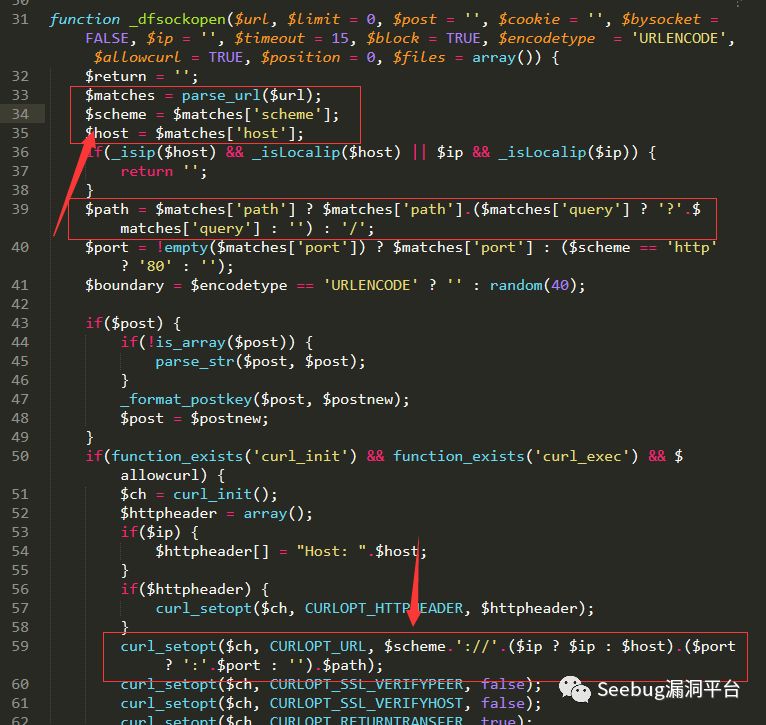 31 function _dfsockopen($url, $limit = 0, $post = '', $cookie = '', $bysocket =
FALSE, $ip = '', $timeout = 15, $block = TRUE, $encodetype  = 'URLENCODE',
$allowcurl = TRUE, $position = 0, $files = array()) {
32 $return = '';
33 $matches = parse_url($url);
34 $scheme = $matches['scheme'];
35 $host = $matches['host'];
36 if(_isip($host) && _isLocalip($host) || $ip && _isLocalip($ip)) {
37 return '';
38 }
39 $path = $matches['path'] ? $matches['path'].($matches['query'] ? '?'.$
matches['query'] : '') : '/';
40 $port = !empty($matches['port']) ? $matches['port'] : ($scheme == 'http'
? '80' : '');
41 $boundary = $encodetype == 'URLENCODE' ? '' : random(40);
42
43 if($post) {
44 if(!is_array($post)) {
45 parse_str($post, $post);
46 }
47 _format_postkey($post, $postnew);
48 $post = $postnew;
49 }
50 if(function_exists('curl_init') && function_exists('curl_exec') && $
allowcurl) {
51 $ch = curl_init();
52 $httpheader = array();
53 if($ip) {
54 $httpheader[] = "Host: ".$host;
55 }
56 if($httpheader) {
57 curl_setopt($ch, CURLOPT_HTTPHEADER, $httpheader);
58 }
59 curl_setopt($ch, CURLOPT_URL, $scheme.'://'.($ip ? $ip : $host).($port
? ':'.$port : '').$path);
60 curl_setopt($ch, CURLOPT_SSL_VERIFYPEER, false);
61 curl_setopt($ch, CURLOPT_SSL_VERIFYHOST, false);
62 curl_setopt($ch, CURLOPT_RETURNTRANSFER, true);
Seebug漏洞平台